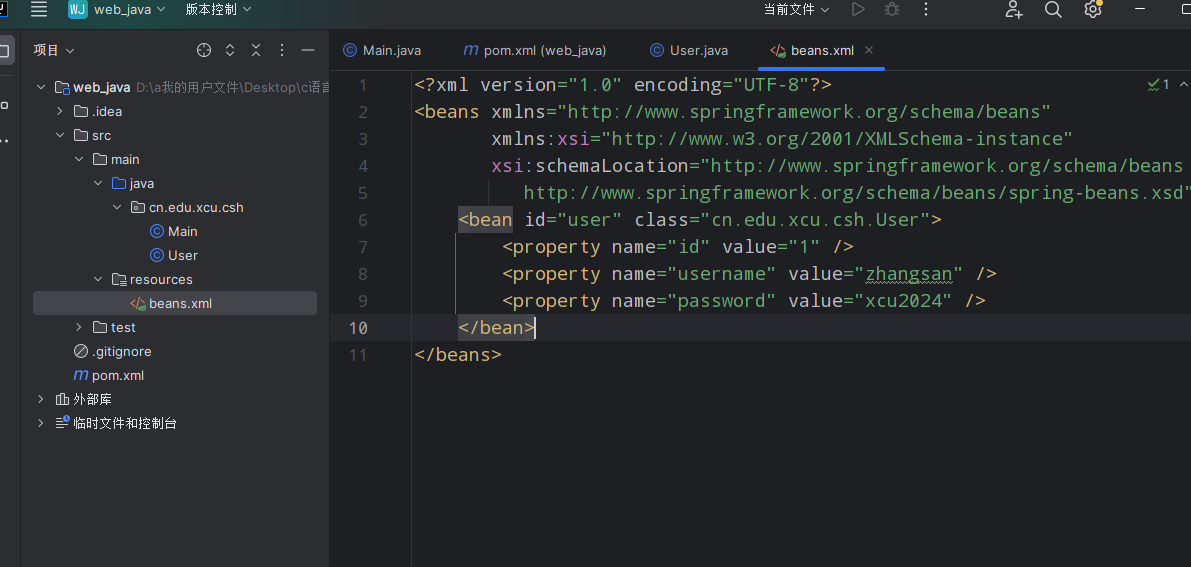 WJ web_java 版本控制 当前文件
项目
Main.java pom.xml (web_java) User.java beans.xml
web_java D:\a我的用户文件\Desktop\c语言
.idea
src
main
java
cn.edu.xcu.csh
Main
User
resources
beans.xml
test
.gitignore
pom.xml
外部库
临时文件和控制台
1 <?xml version="1.0" encoding="UTF-8"?>
2 <beans xmlns="http://www.springframework.org/schema/beans"
3 xmlns:xsi="http://www.w3.org/2001/XMLSchema-instance"
4 xsi:schemaLocation="http://www.springframework.org/schema/beans
5 http://www.springframework.org/schema/beans/spring-beans.xsd"
6 <bean id="user" class="cn.edu.xcu.csh.User">
7 <property name="id" value="1" />
8 <property name="username" value="zhangsan" />
9 <property name="password" value="xcu2024" />
10 </bean>
11 </beans>
1